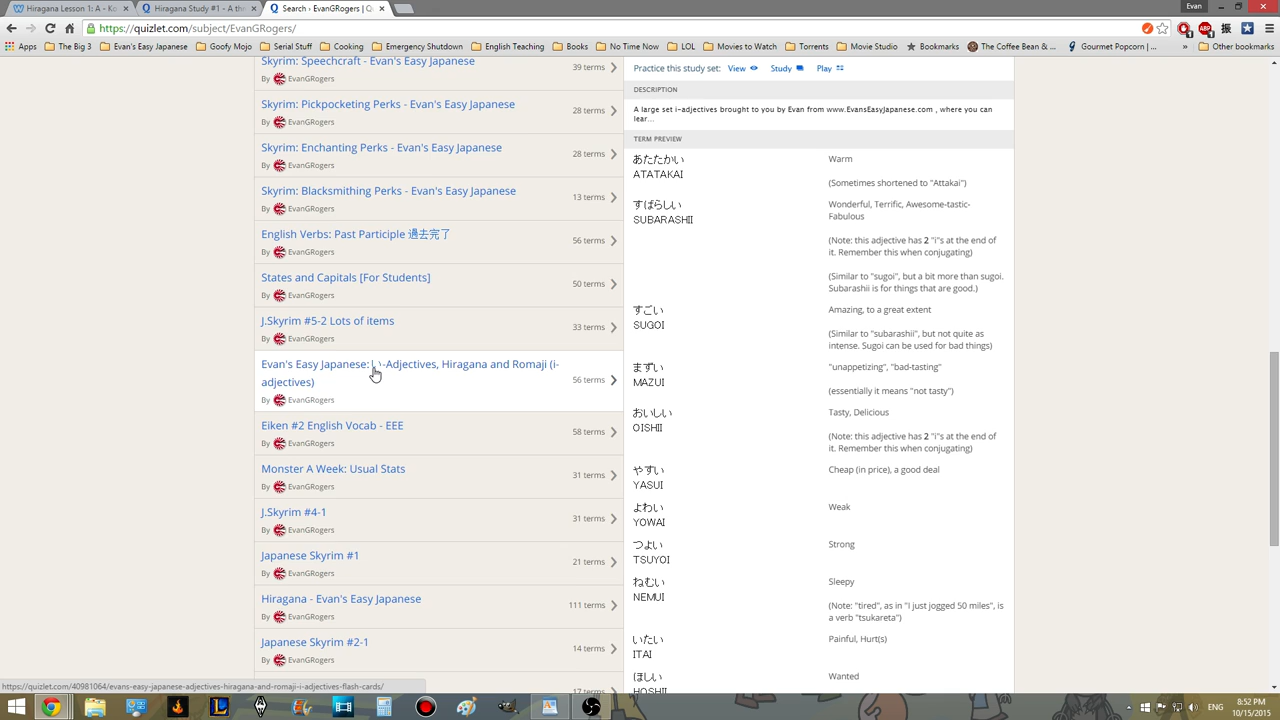 Wordpress › Hiragana Lesson 1: A - Ko
Hiragana Study #1 - A th
Search › EvanGRogers | Qu
Evan
https://quizlet.com/subject/EvanGRogers/
Apps The Big 3 Evan's Easy Japanese Goofy Mojo Serial Stuff Cooking Emergency Shutdown English Teaching Books No Time Now LOL Movies to Watch Torrents Movie Studio Bookmarks The Coffee Bean & ... Gourmet Popcorn | ... » Other bookmarks
Skyrim: Speechcraft - Evan's Easy Japanese
39 terms
By EvanGRogers
Skyrim: Pickpocketing Perks - Evan's Easy Japanese
28 terms
By EvanGRogers
Skyrim: Enchanting Perks - Evan's Easy Japanese
28 terms
By EvanGRogers
Skyrim: Blacksmithing Perks - Evan's Easy Japanese
13 terms
By EvanGRogers
English Verbs: Past Participle 過去完了
56 terms
By EvanGRogers
States and Capitals [For Students]
50 terms
By EvanGRogers
J.Skyrim #5-2 Lots of items
33 terms
By EvanGRogers
Evan's Easy Japanese: い-Adjectives, Hiragana and Romaji (i-
adjectives)
56 terms
By EvanGRogers
Eiken #2 English Vocab - EEE
58 terms
By EvanGRogers
Monster A Week: Usual Stats
31 terms
By EvanGRogers
J.Skyrim #4-1
31 terms
By EvanGRogers
Japanese Skyrim #1
21 terms
By EvanGRogers
Hiragana - Evan's Easy Japanese
111 terms
By EvanGRogers
Japanese Skyrim #2-1
14 terms
By EvanGRogers
17 terms
Practice this study set: View Study Play
DESCRIPTION
A large set i-adjectives brought to you by Evan from www.EvansEasyJapanese.com , where you can
lear...
TERM PREVIEW
あたたかい
ATATAKAI
Warm
(Sometimes shortened to "Attakai")
すばらしい
SUBARASHII
Wonderful, Terrific, Awesome-tastic-
Fabulous
(Note: this adjective has 2 "i"s at the end of
it. Remember this when conjugating)
(Similar to "sugoi", but a bit more than sugoi.
Subarashii is for things that are good.)
すごい
SUGOI
Amazing, to a great extent
(Similar to "subarashii", but not quite as
intense. Sugoi can be used for bad things)
まずい
MAZUI
"unappetizing", "bad-tasting"
(essentially it means "not tasty")
おいしい
OISHII
Tasty, Delicious
(Note: this adjective has 2 "i"s at the end of
it. Remember this when conjugating)
やすい
YASUI
Cheap (in price), a good deal
よわい
YOWAI
Weak
つよい
TSUYOI
Strong
ねむい
NEMUI
Sleepy
(Note: "tired", as in "I just jogged 50 miles", is
a verb "tsukareta")
いたい
ITAI
Painful, Hurt(s)
ほしい
HOSHII
Wanted
https://quizlet.com/40981064/evans-easy-japanese-adjectives-hiragana-and-romaji-i-adjectives-flash-cards/
ENG
8:52 PM
10/15/2015